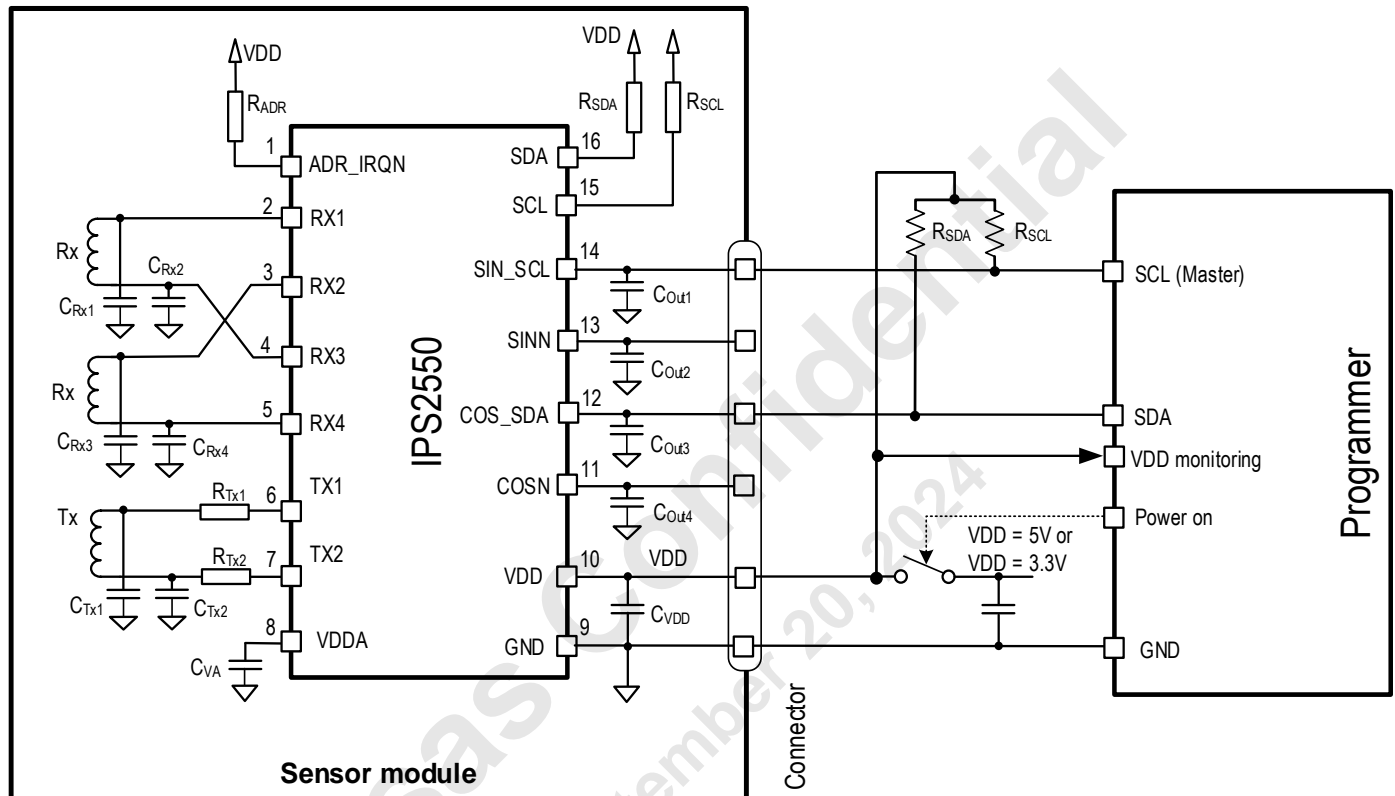 VDD
RADR
1
ADR_IRQN
2
RX1
3
RX2
4
RX3
5
RX4
6
TX1
7
TX2
8
VDDA
Rx
CRx1
CRx2
Rx
CRx3
CRx4
Tx
RTx1
RTx2
CTx1
CTx2
CVA
IPS2550
VDD
RSDA
RSCL
16
SDA
15
SCL
14
SIN_SCL
COut1
13
SINN
COut2
12
COS_SDA
COut3
11
COSN
COut4
10
VDD
VDD
CVDD
9
GND
Sensor module
Connector
RSDA
RSCL
SCL (Master)
SDA
VDD monitoring
Power on
VDD = 5V or
VDD = 3.3V
GND
Programmer
Confidential
20, 2024